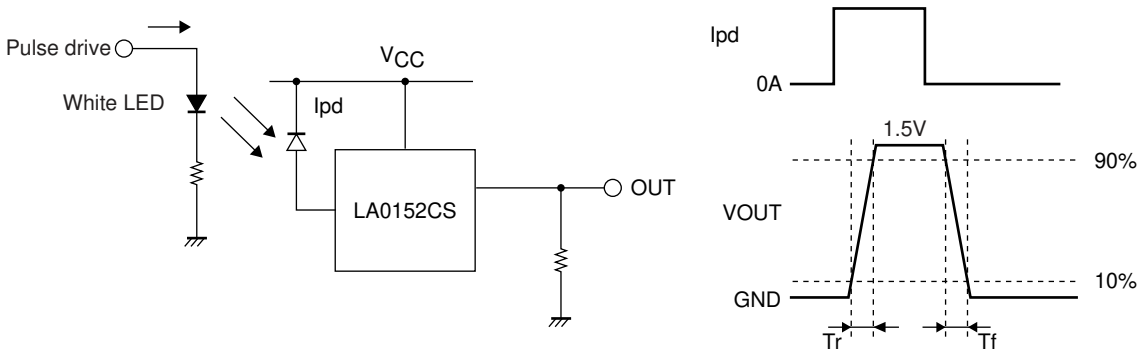 Pulse drive
White LED
VCC
Ipd
LA0152CS
OUT
Ipd
0A
1.5V
90%
VOUT
10%
GND
Tr
Tf